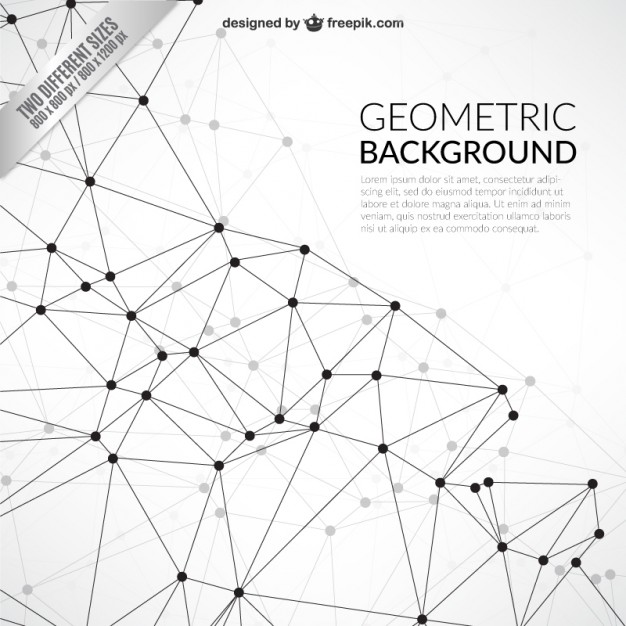 designed by freepik.com
TWO DIFFERENT SIZES
800 x 800 px / 800 x 1200 px
GEOMETRIC
BACKGROUND
Lorem ipsum dolor sit amet, consectetur adipi-
scing elit, sed do eiusmod tempor incididunt ut
labore et dolore magna aliqua. Ut enim ad minim
veniam, quis nostrud exercitation ullamco laboris
nisi ut aliquip ex ea commodo consequat.